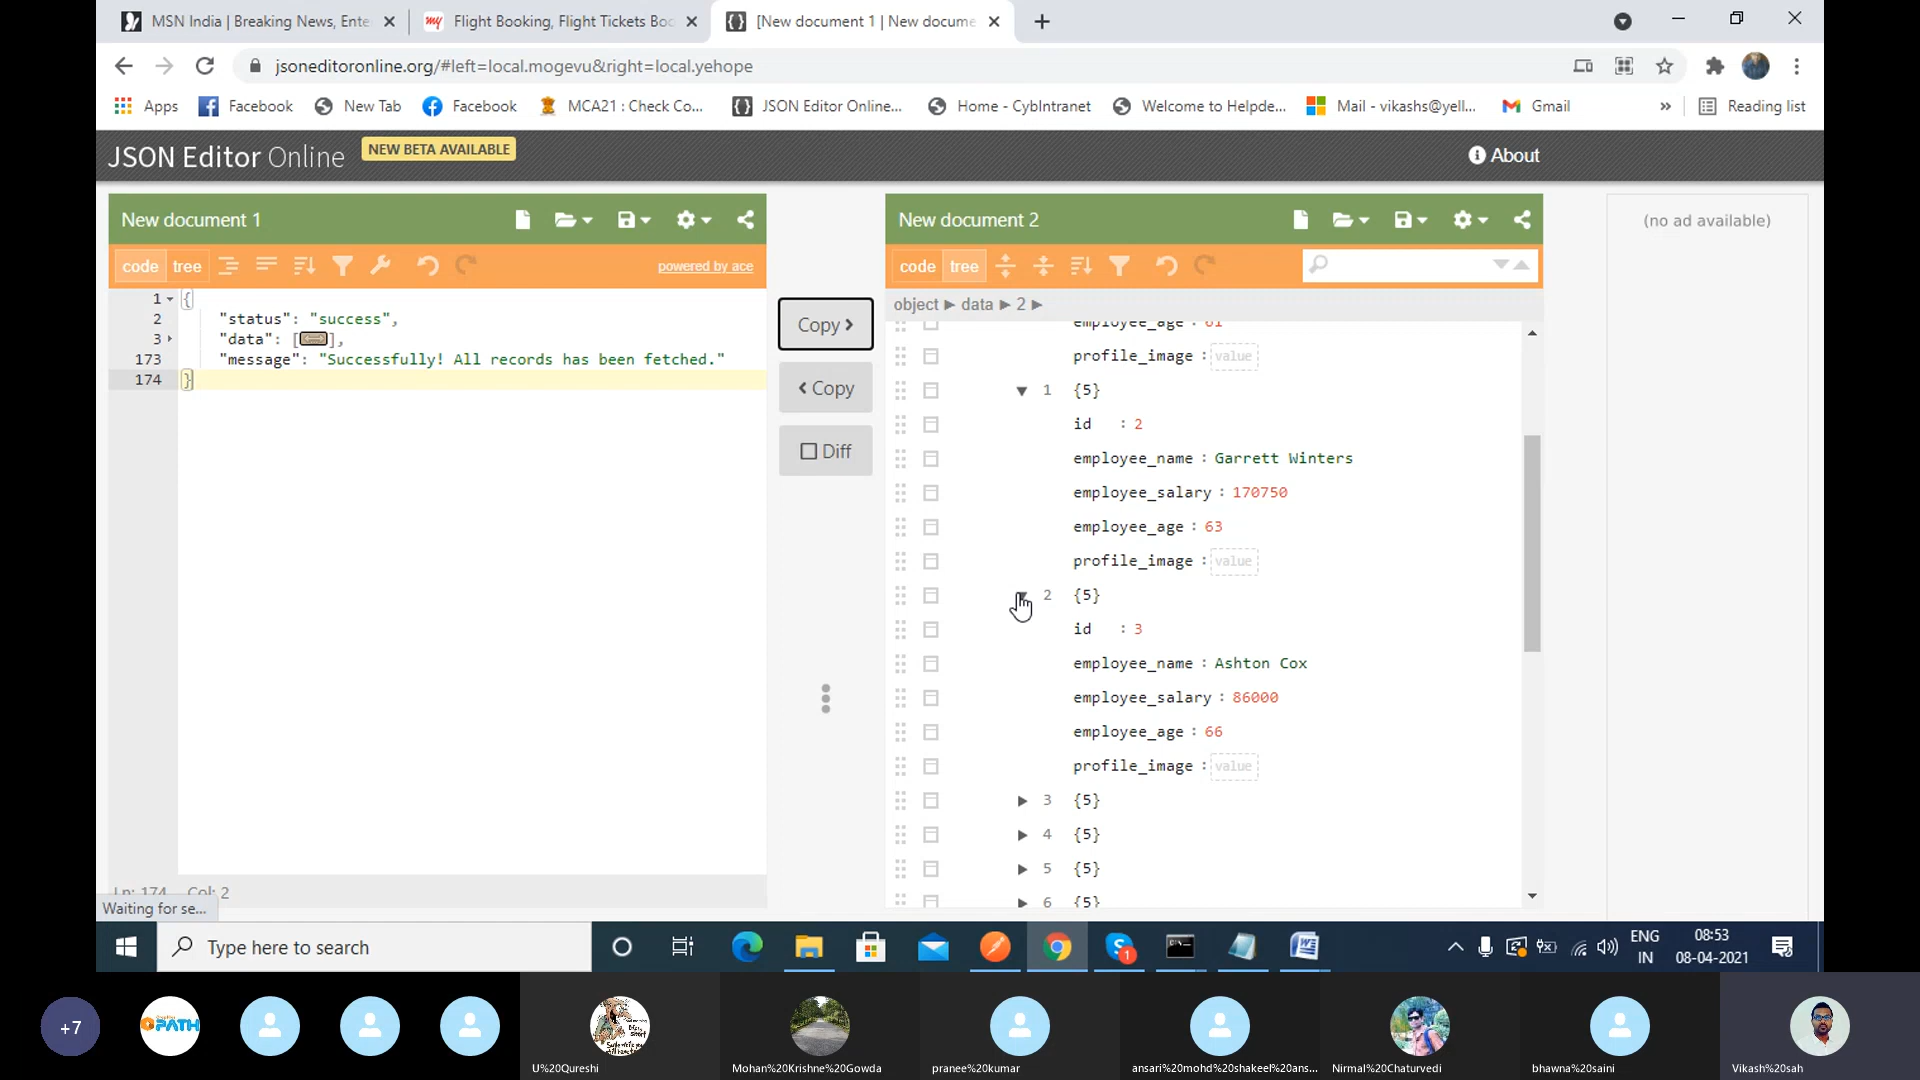 MSN India | Breaking News, Ente
my
Flight Booking, Flight Tickets Boo
[New document 1 | New docume
jsoneditoronline.org/#left=local.mogevu&right=local.yehope
Apps
Facebook
New Tab
Facebook
MCA21 : Check Co...
JSON Editor Online...
Home - CybIntranet
Welcome to Helpde...
Mail - vikashs@yell...
Gmail
»
Reading list
JSON Editor Online
NEW BETA AVAILABLE
About
New document 1
code tree
powered by ace
1 {
2 "status": "success",
3 "data": [ ],
173 "message": "Successfully! All records has been fetched."
174 }
Ln: 174 Col: 2
Waiting for se...
Copy >
< Copy
Diff
New document 2
code tree
object ► data ► 2 ►
employee_age : 61
profile_image : value
1 {5}
id : 2
employee_name : Garrett Winters
employee_salary : 170750
employee_age : 63
profile_image : value
2 {5}
id : 3
employee_name : Ashton Cox
employee_salary : 86000
employee_age : 66
profile_image : value
3 {5}
4 {5}
5 {5}
6 {5}
(no ad available)
Type here to search
1
ENG
IN
08:53
08-04-2021
+7
PATH
U%20Qureshi
Mohan%20Krishne%20Gowda
pranee%20kumar
ansari%20mohd%20shakeel%20ans...
Nirmal%20Chaturvedi
bhawna%20saini
Vikash%20sah